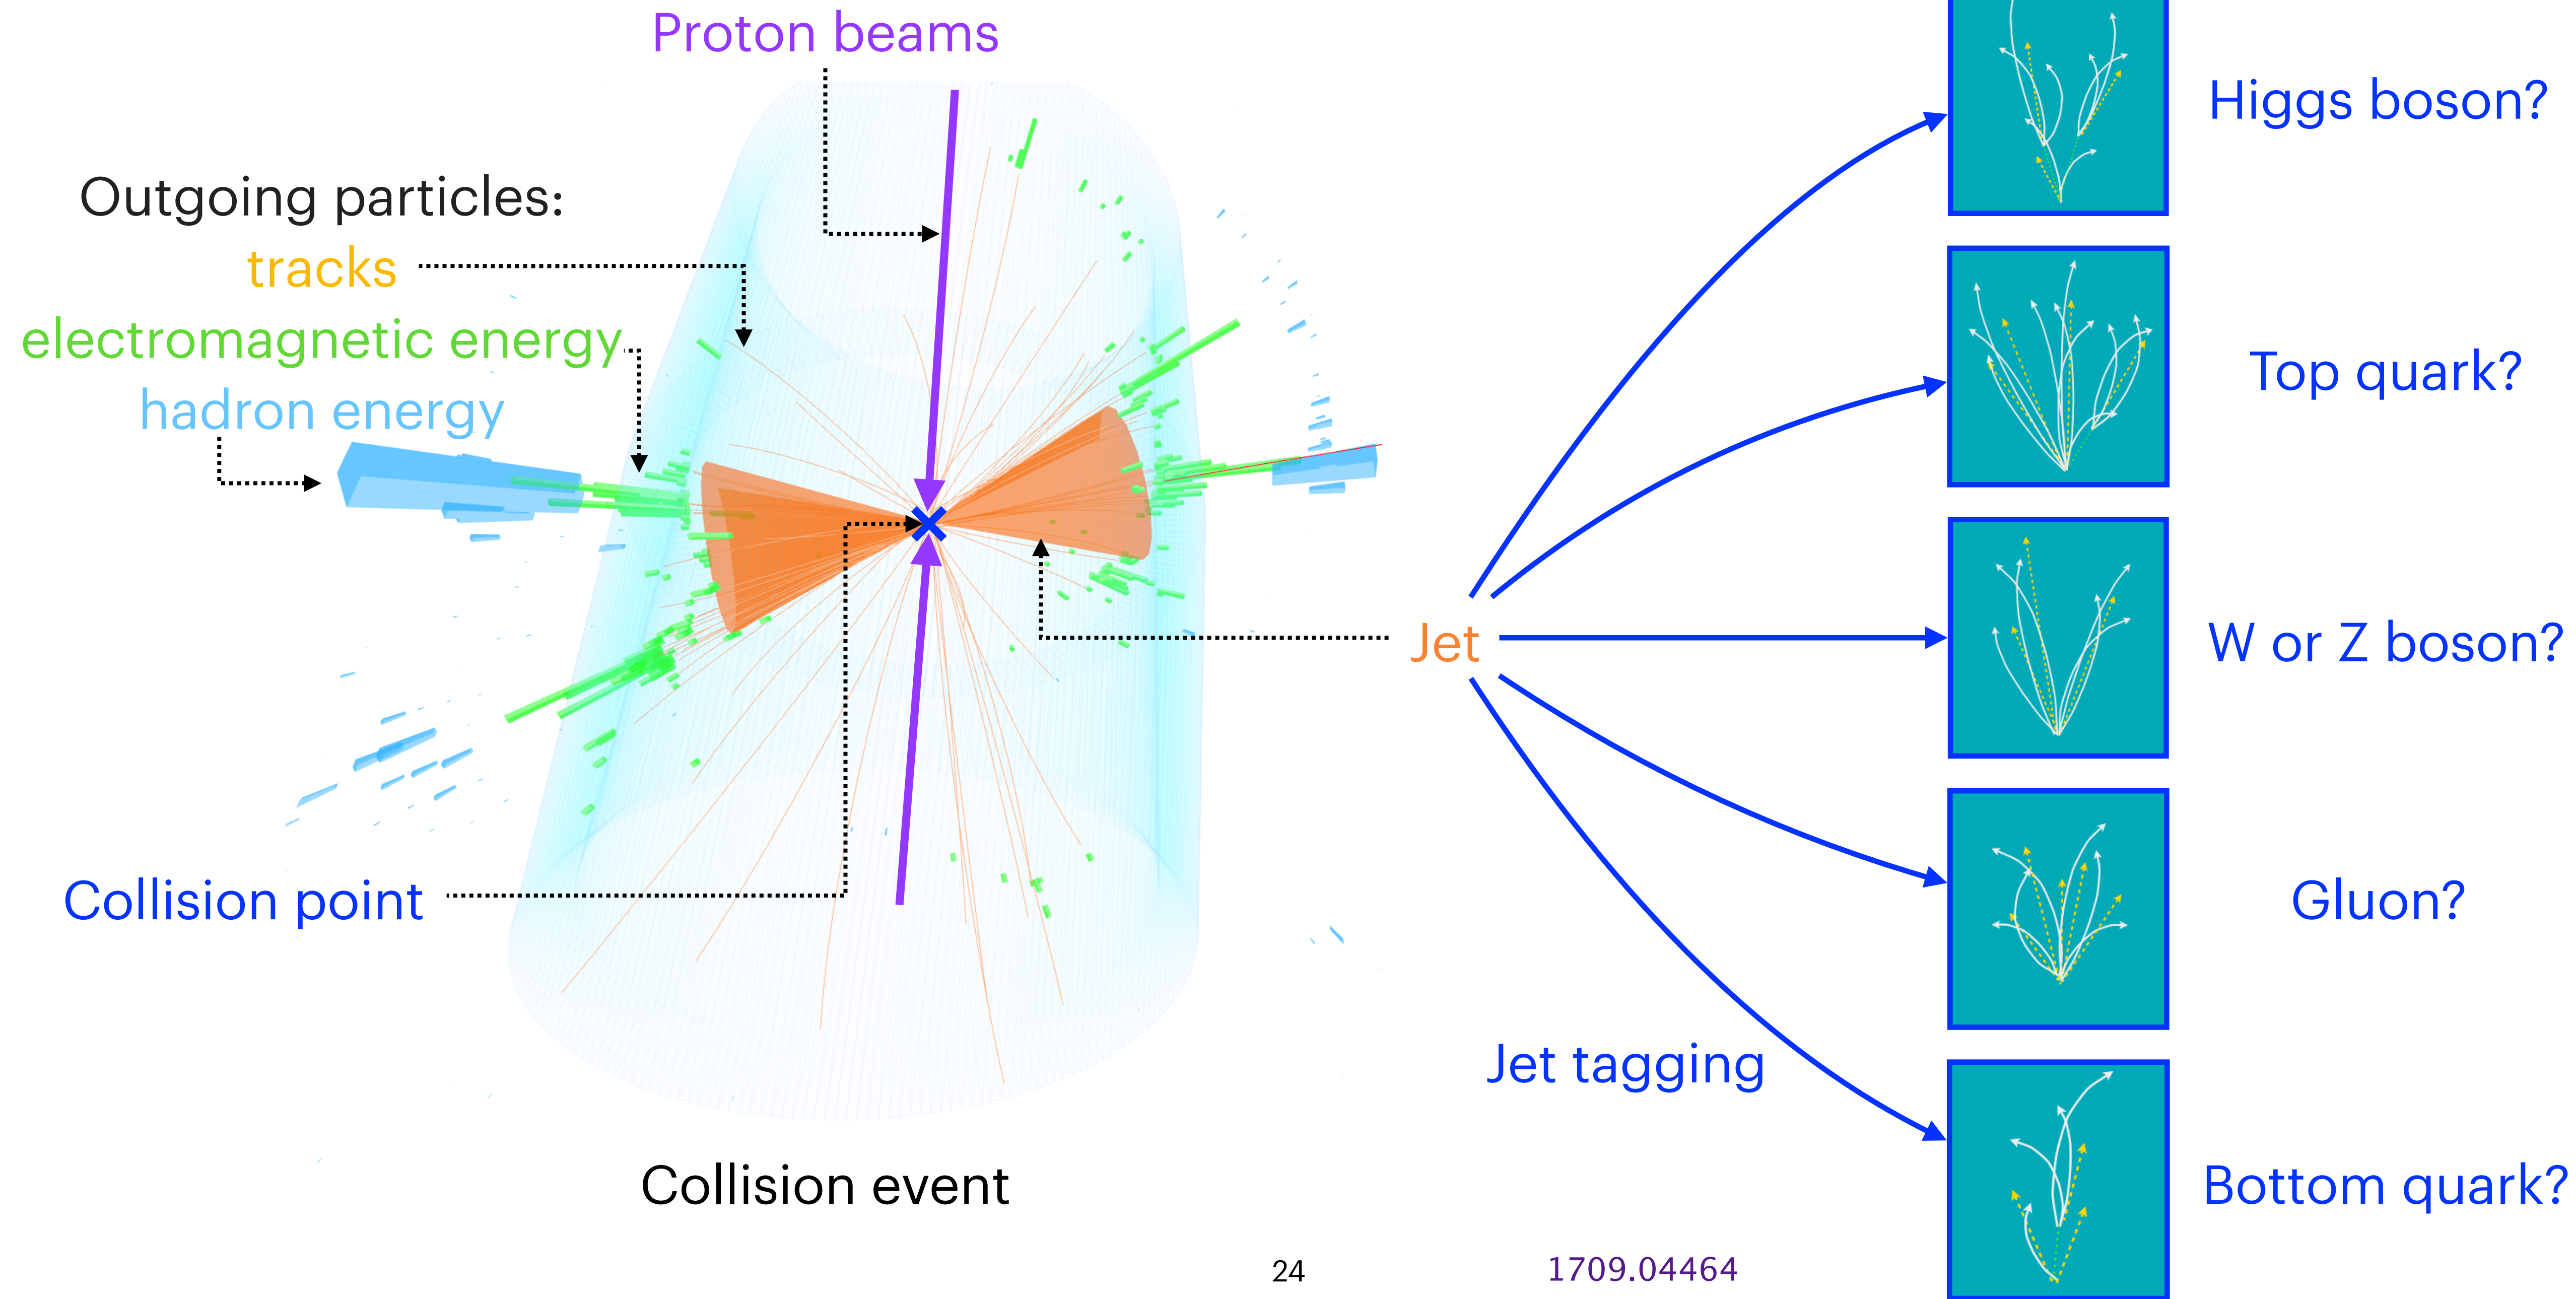 Proton beams
Outgoing particles:
tracks
electromagnetic energy
hadron energy
Collision point
Collision event
Jet
Jet tagging
Higgs boson?
Top quark?
W or Z boson?
Gluon?
Bottom quark?
24
1709.04464